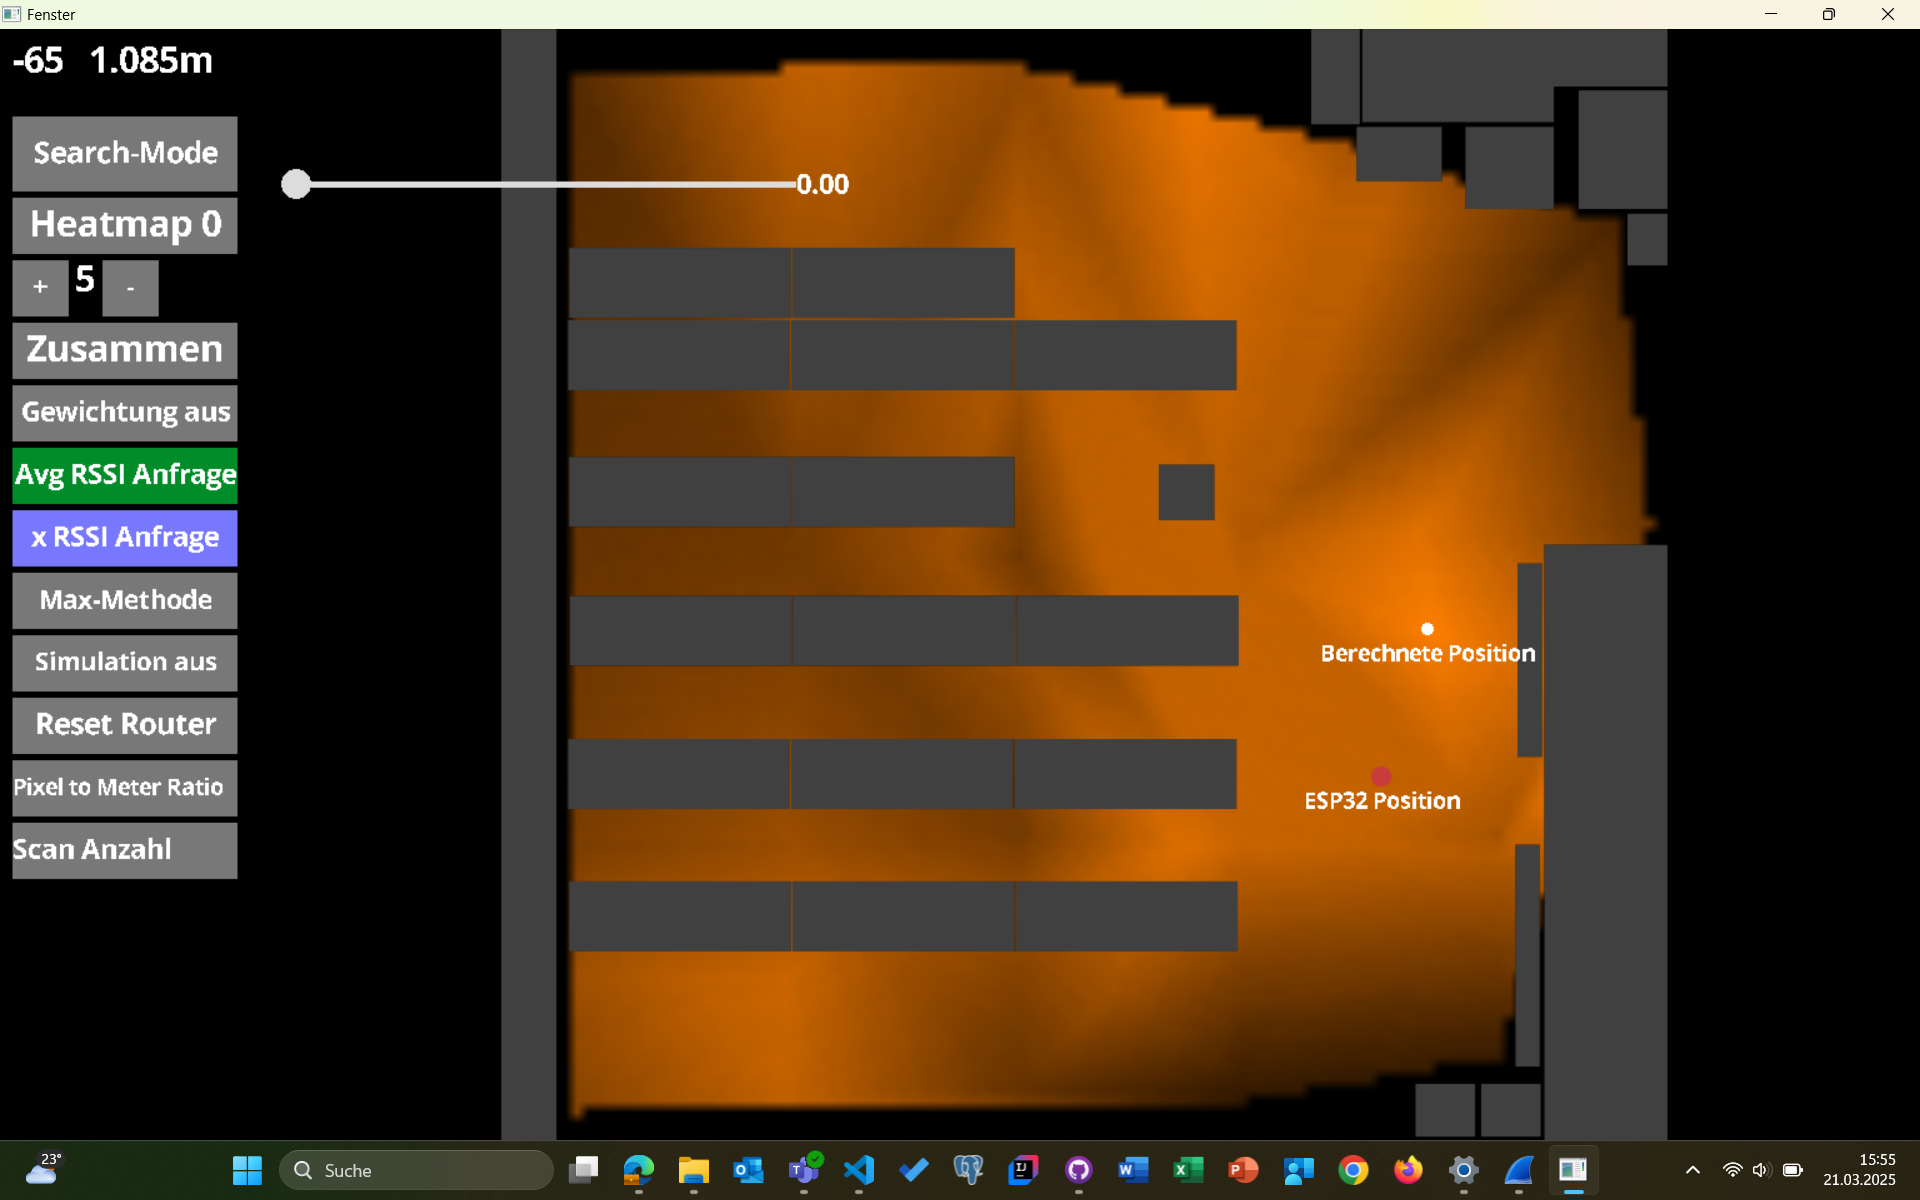 Fenster
-65 1.085m
Search-Mode
0.00
Heatmap 0
+ 5 -
Zusammen
Gewichtung aus
Avg RSSI Anfrage
x RSSI Anfrage
Max-Methode
Simulation aus
Berechnete Position
Reset Router
Pixel to Meter Ratio
ESP32 Position
Scan Anzahl
23°
Suche
15:55
21.03.2025